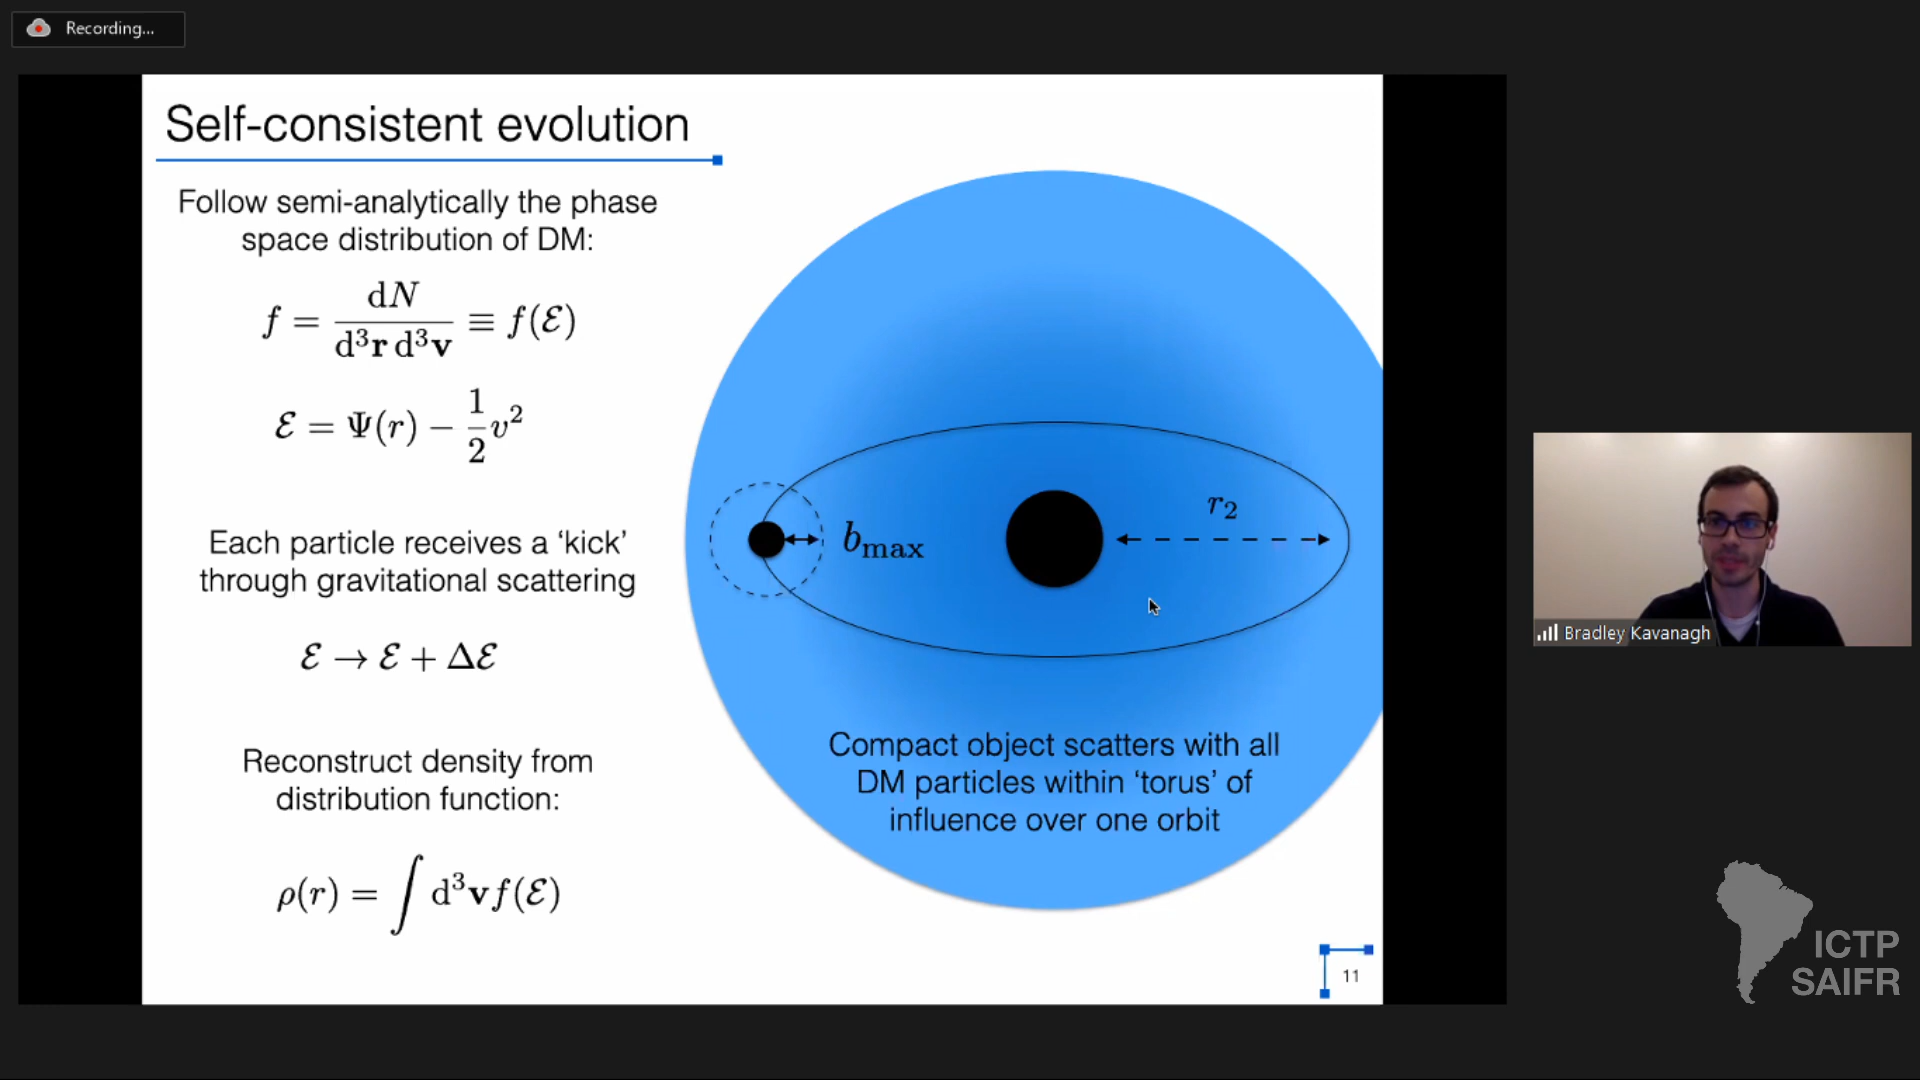 Recording...
Self-consistent evolution
Follow semi-analytically the phase
space distribution of DM:
f = dN / d³r d³v ≡ f(ℰ)
ℰ = Ψ(r) − 1/2 v²
Each particle receives a ‘kick’
through gravitational scattering
ℰ → ℰ + Δℰ
Reconstruct density from
distribution function:
ρ(r) = ∫ d³v f(ℰ)
b_max
r₂
Compact object scatters with all
DM particles within ‘torus’ of
influence over one orbit
11
Bradley Kavanagh
ICTP
SAIFR